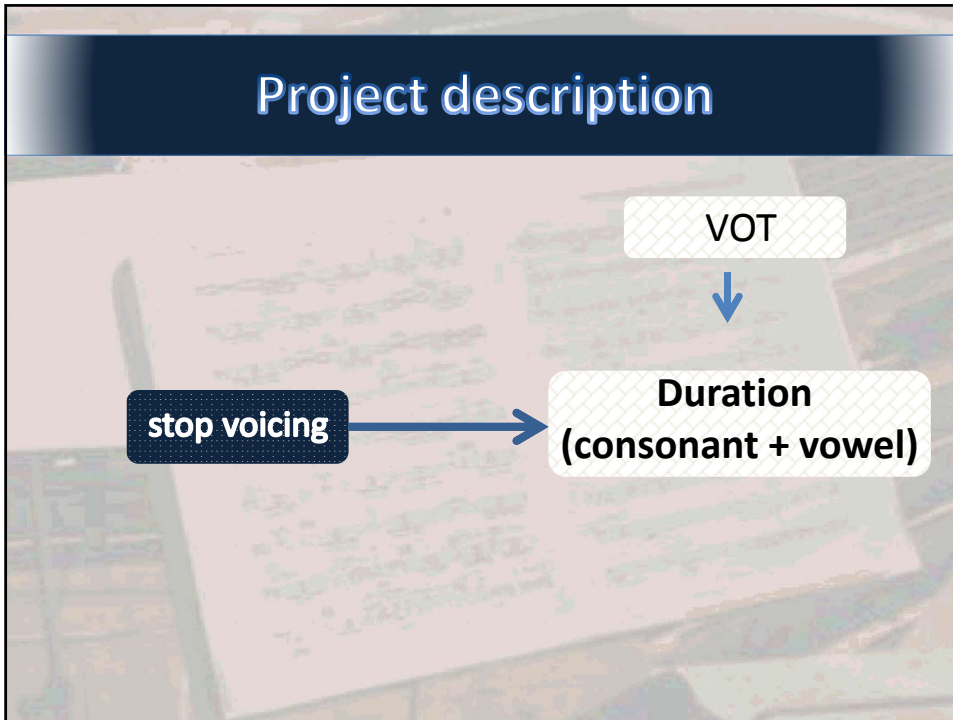 Project description
VOT
stop voicing
Duration
(consonant + vowel)